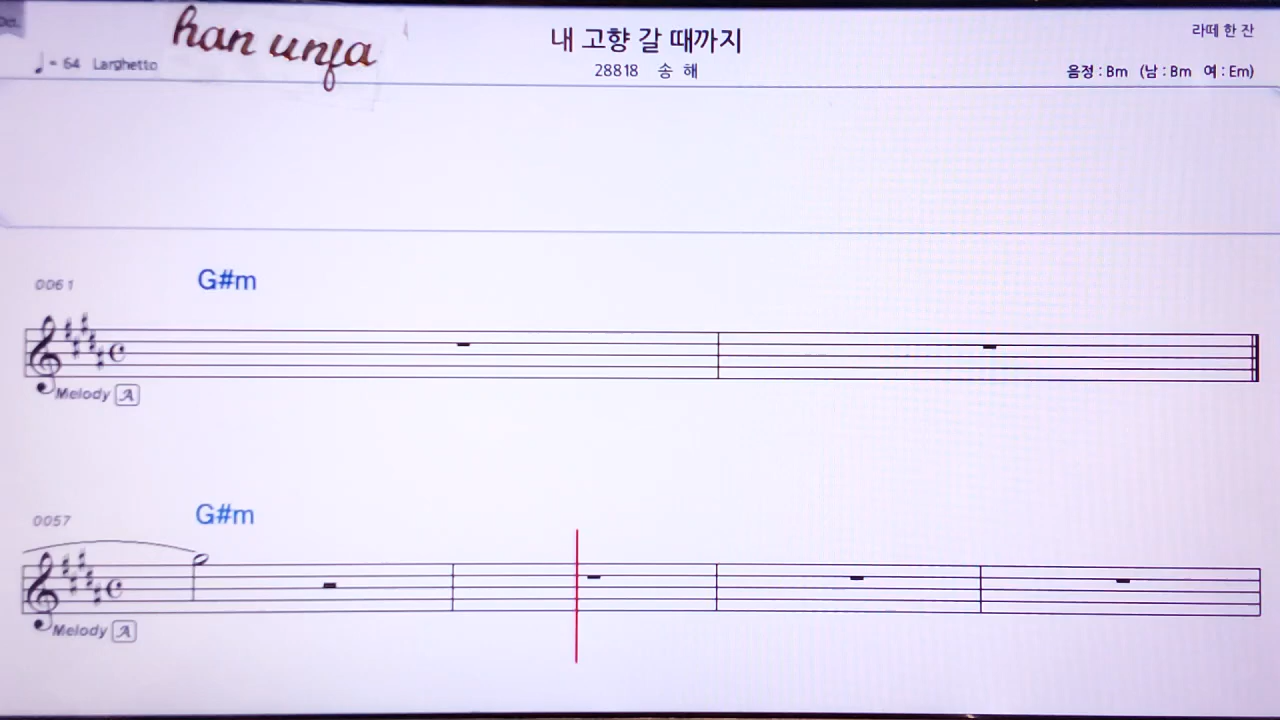 han unfa
내 고향 갈 때까지
라떼 한 잔
♩ = 64 Larghetto
28818 송 해
음정 : Bm (남 : Bm 여 : Em)
0061 G#m
Melody A
0057 G#m
Melody A